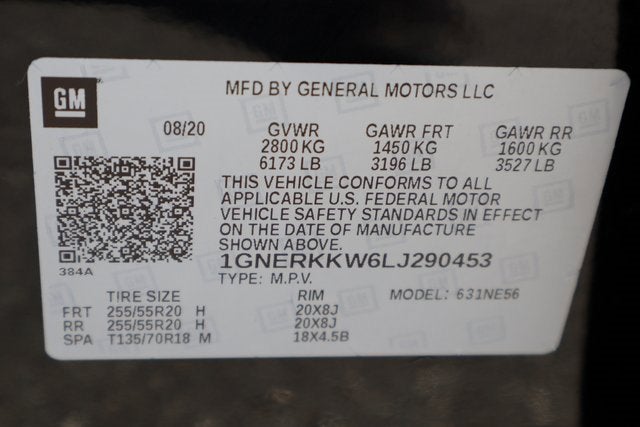 GM
MFD BY GENERAL MOTORS LLC
08/20 GVWR GAWR FRT GAWR RR
2800 KG 1450 KG 1600 KG
6173 LB 3196 LB 3527 LB
THIS VEHICLE CONFORMS TO ALL
APPLICABLE U.S. FEDERAL MOTOR
VEHICLE SAFETY STANDARDS IN EFFECT
ON THE DATE OF MANUFACTURE
SHOWN ABOVE.
384A
1GNERKKW6LJ290453
TYPE: M.P.V. MODEL: 631NE56
TIRE SIZE RIM
FRT 255/55R20 H 20X8J
RR 255/55R20 H 20X8J
SPA T135/70R18 M 18X4.5B